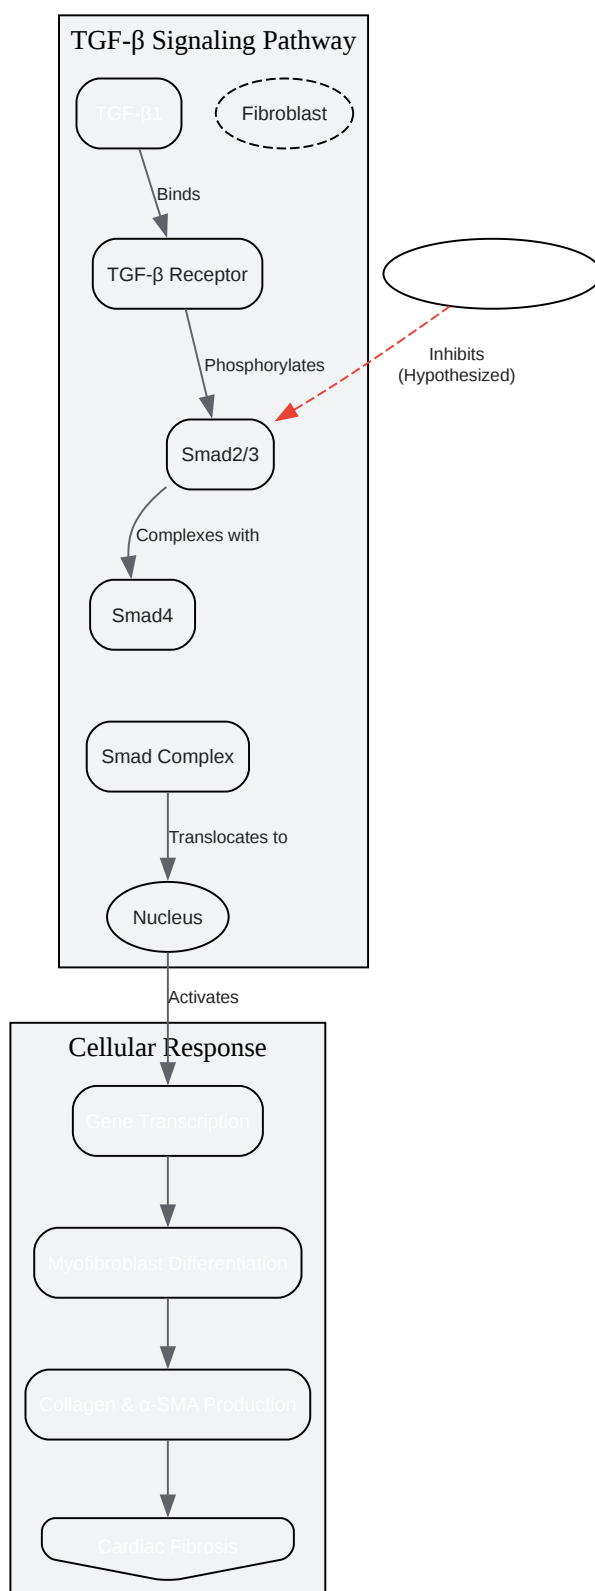 TGF-β Signaling Pathway
TGF-β1
Fibroblast
Binds
TGF-β Receptor
Phosphorylates
Inhibits
(Hypothesized)
Smad2/3
Complexes with
Smad4
Smad Complex
Translocates to
Nucleus
Activates
Cellular Response
Gene Transcription
Myofibroblast Differentiation
Collagen & α-SMA Production
Cardiac Fibrosis